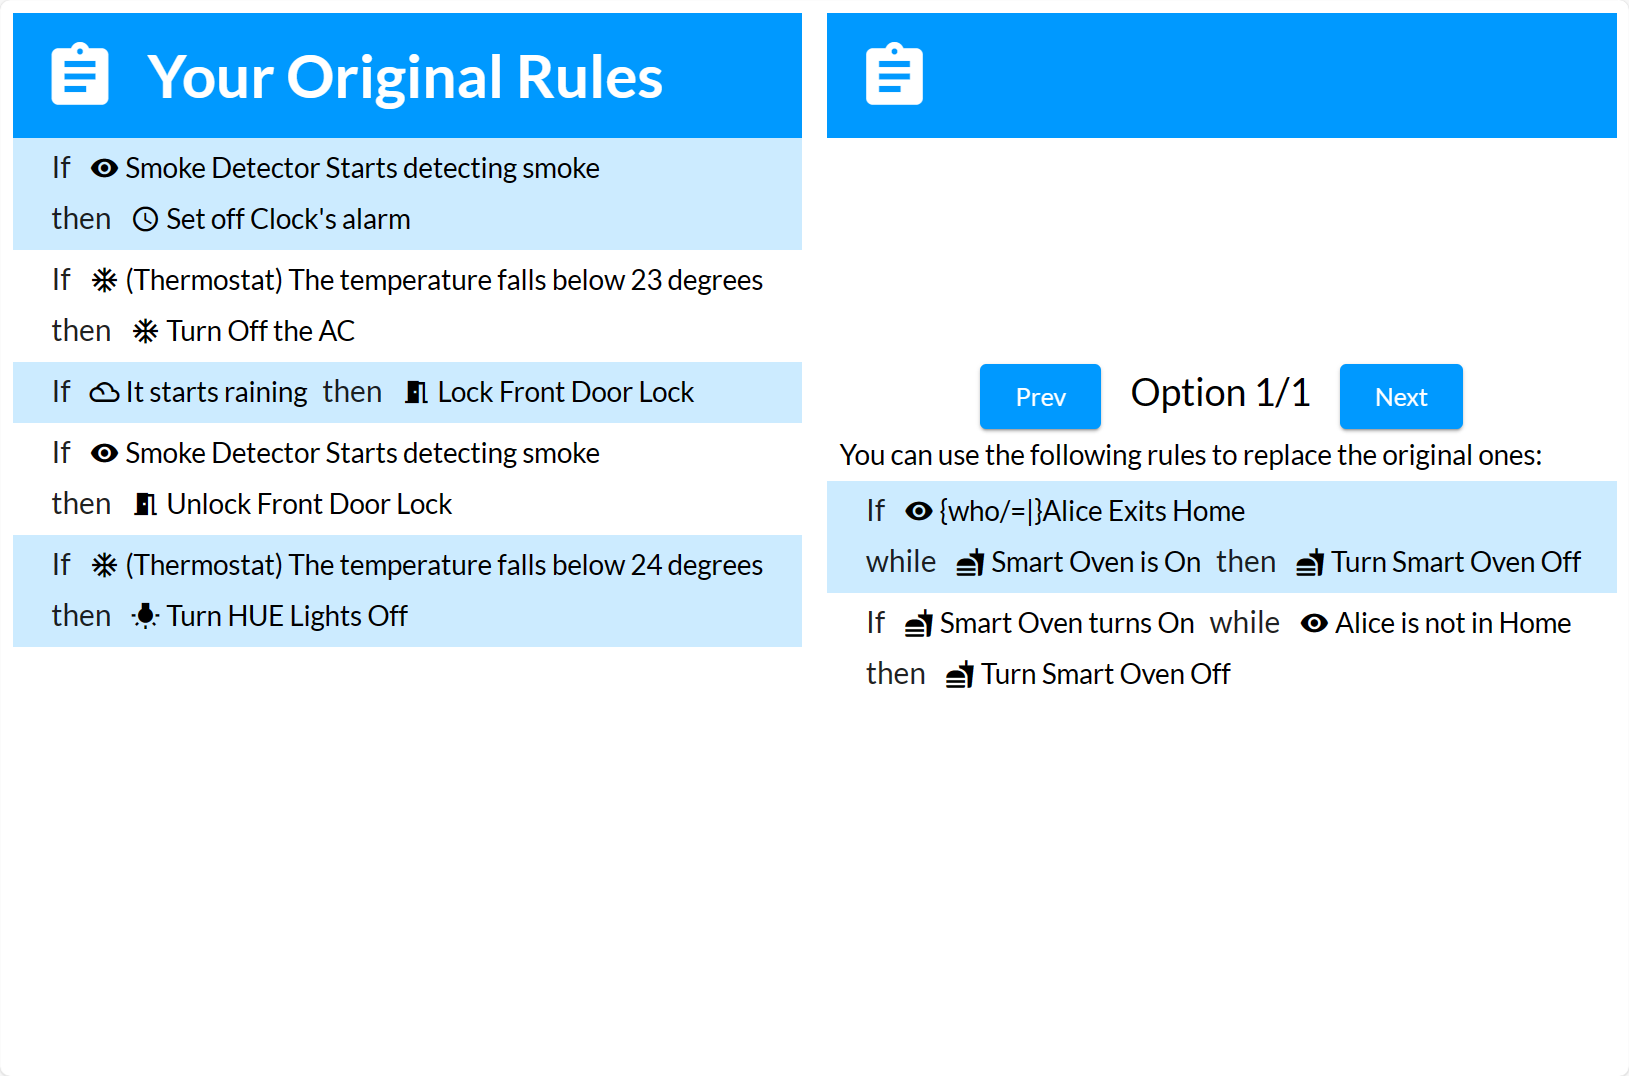 Your Original Rules
If Smoke Detector Starts detecting smoke
then Set off Clock's alarm
If (Thermostat) The temperature falls below 23 degrees
then Turn Off the AC
If It starts raining then Lock Front Door Lock
If Smoke Detector Starts detecting smoke
then Unlock Front Door Lock
If (Thermostat) The temperature falls below 24 degrees
then Turn HUE Lights Off
Prev Option 1/1 Next
You can use the following rules to replace the original ones:
If {who/=|}Alice Exits Home
while Smart Oven is On then Turn Smart Oven Off
If Smart Oven turns On while Alice is not in Home
then Turn Smart Oven Off